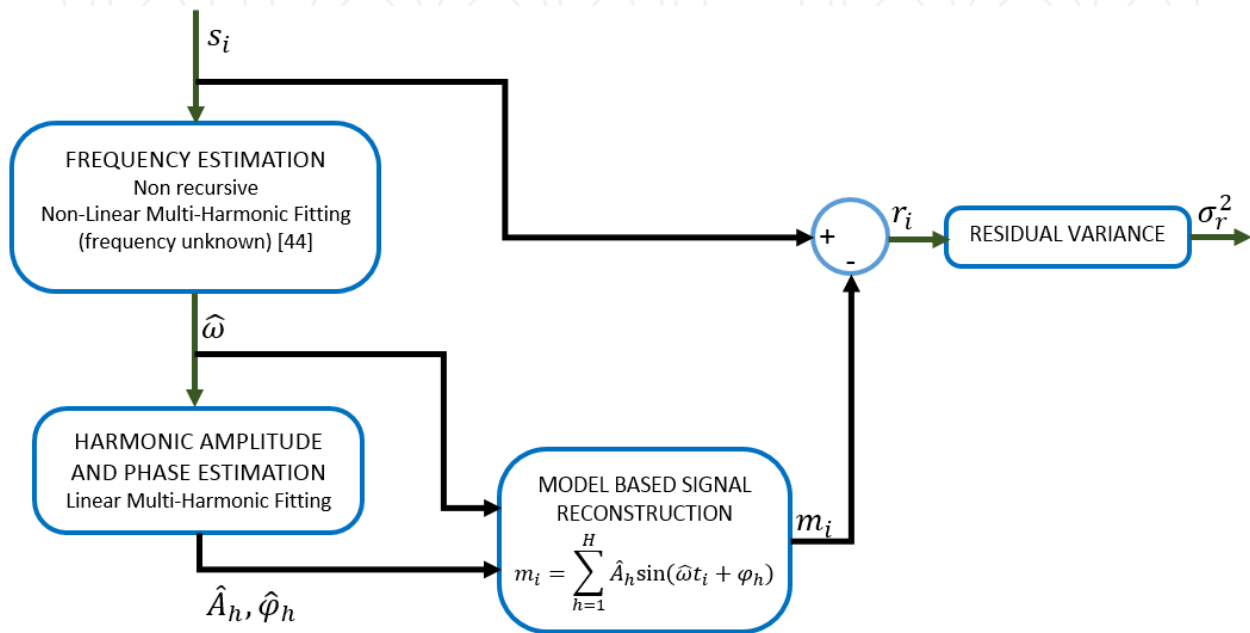 s_i
FREQUENCY ESTIMATION
Non recursive
Non-Linear Multi-Harmonic Fitting
(frequency unknown) [44]
ω̂
HARMONIC AMPLITUDE
AND PHASE ESTIMATION
Linear Multi-Harmonic Fitting
Â_h, φ̂_h
MODEL BASED SIGNAL
RECONSTRUCTION
m_i = ∑_{h=1}^{H} Â_h sin(ω̂t_i + φ_h)
m_i
+
-
r_i
RESIDUAL VARIANCE
σ_r^2